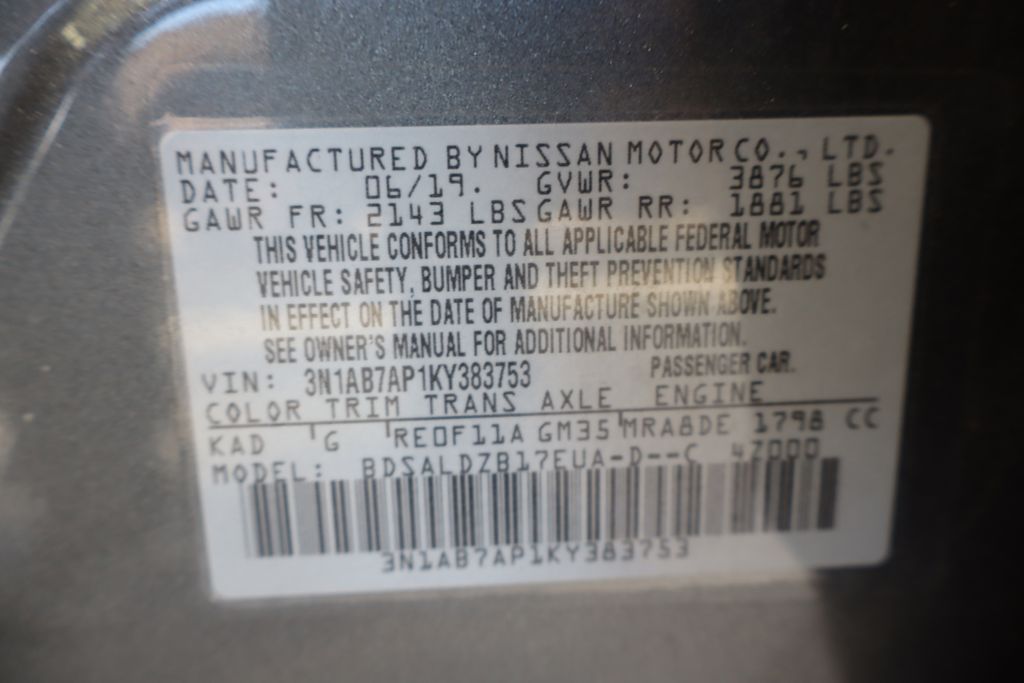 MANUFACTURED BY NISSAN MOTOR CO., LTD.
DATE: 06/19. GVWR: 3876 LBS
GAWR FR: 2143 LBS GAWR RR: 1881 LBS
THIS VEHICLE CONFORMS TO ALL APPLICABLE FEDERAL MOTOR
VEHICLE SAFETY, BUMPER AND THEFT PREVENTION STANDARDS
IN EFFECT ON THE DATE OF MANUFACTURE SHOWN ABOVE.
SEE OWNER'S MANUAL FOR ADDITIONAL INFORMATION.
VIN: 3N1AB7AP1KY383753 PASSENGER CAR.
COLOR TRIM TRANS AXLE ENGINE
KAD G RE0F11A GM35 MRA8DE 1798 CC
MODEL: BDSALDZB17EUA-D--C 47000
3N1AB7AP1KY383753